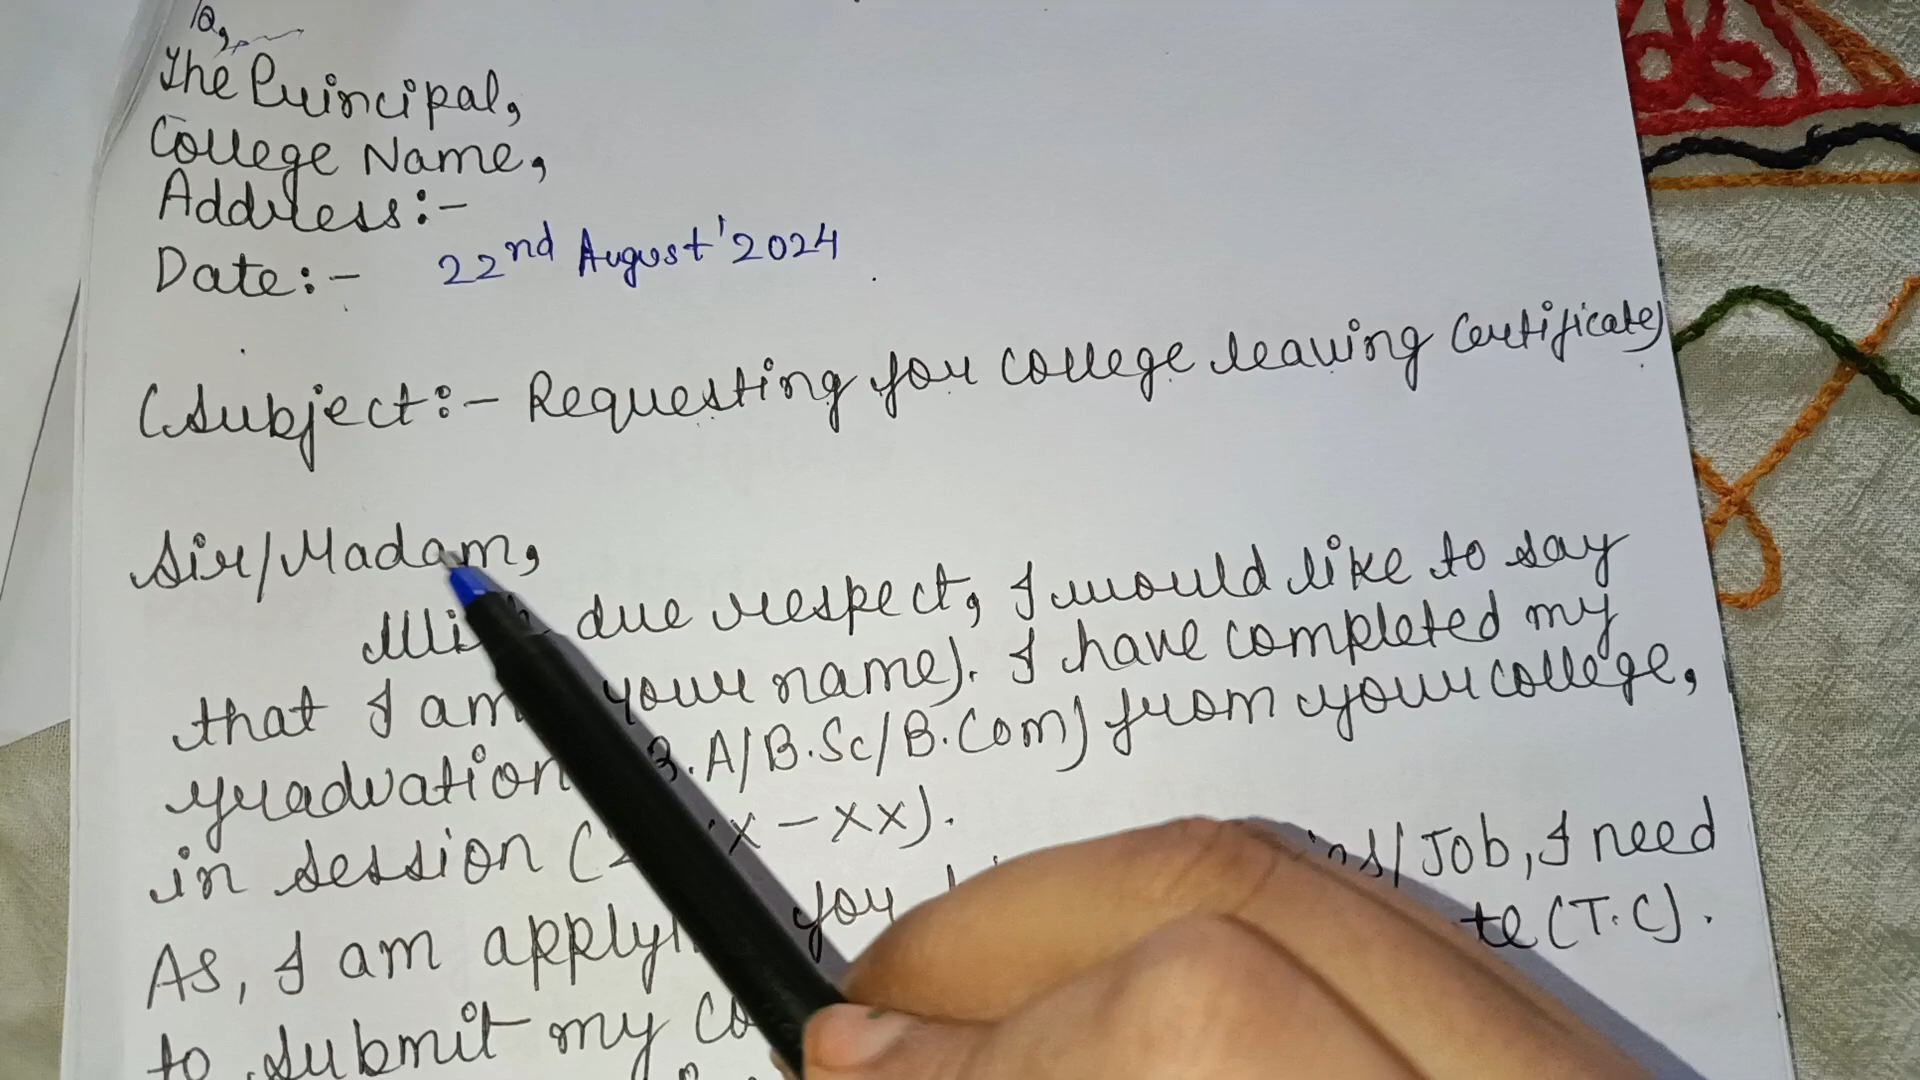 To,
The Principal,
College Name,
Address:-
Date:- 22nd August'2024
(Subject:- Requesting for college leaving Certificate)
Sir/Madam,
due respect, I would like to say
that I am your name). I have completed my
graduation B.A/B.Sc/B.Com) from your college,
in session ( x-xx).
As, I am for /Job, I need
to submit my (T.C).